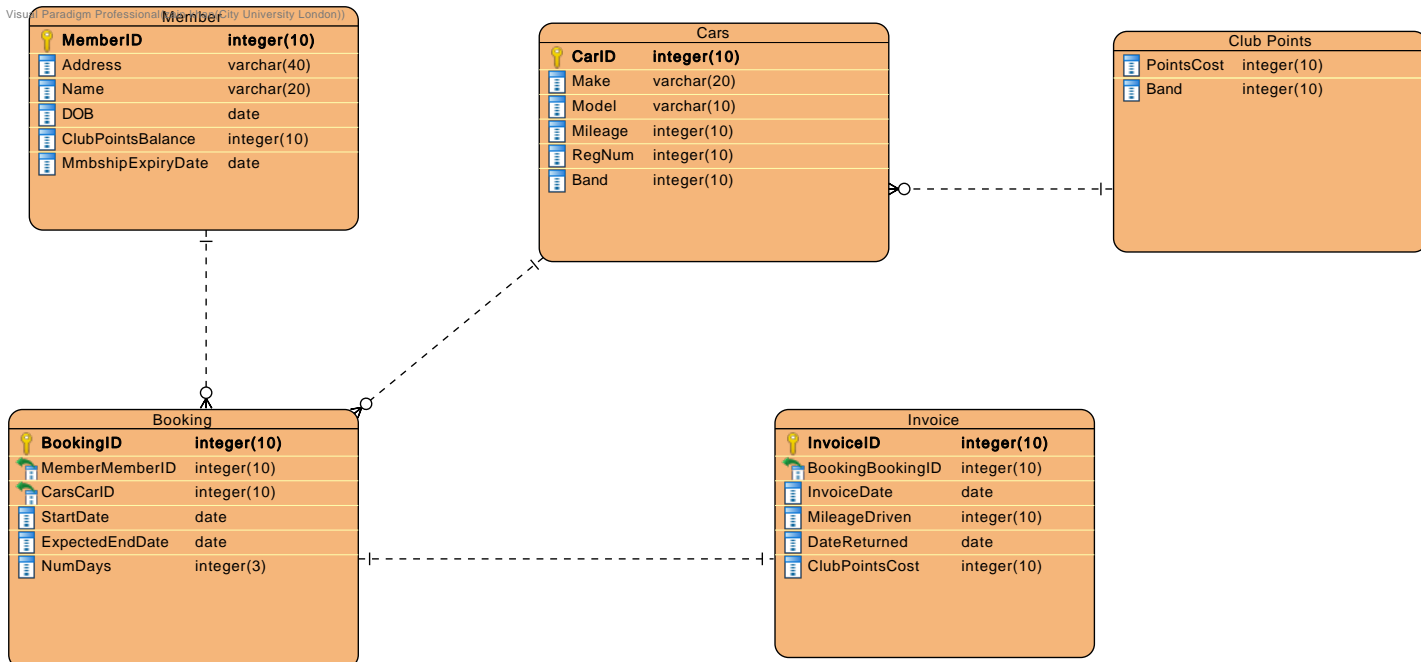 Visual Paradigm Professional City University London))
Member
MemberID integer(10)
Address varchar(40)
Name varchar(20)
DOB date
ClubPointsBalance integer(10)
MmbshipExpiryDate date
Cars
CarID integer(10)
Make varchar(20)
Model varchar(10)
Mileage integer(10)
RegNum integer(10)
Band integer(10)
Club Points
PointsCost integer(10)
Band integer(10)
Booking
BookingID integer(10)
MemberMemberID integer(10)
CarsCarID integer(10)
StartDate date
ExpectedEndDate date
NumDays integer(3)
Invoice
InvoiceID integer(10)
BookingBookingID integer(10)
InvoiceDate date
MileageDriven integer(10)
DateReturned date
ClubPointsCost integer(10)